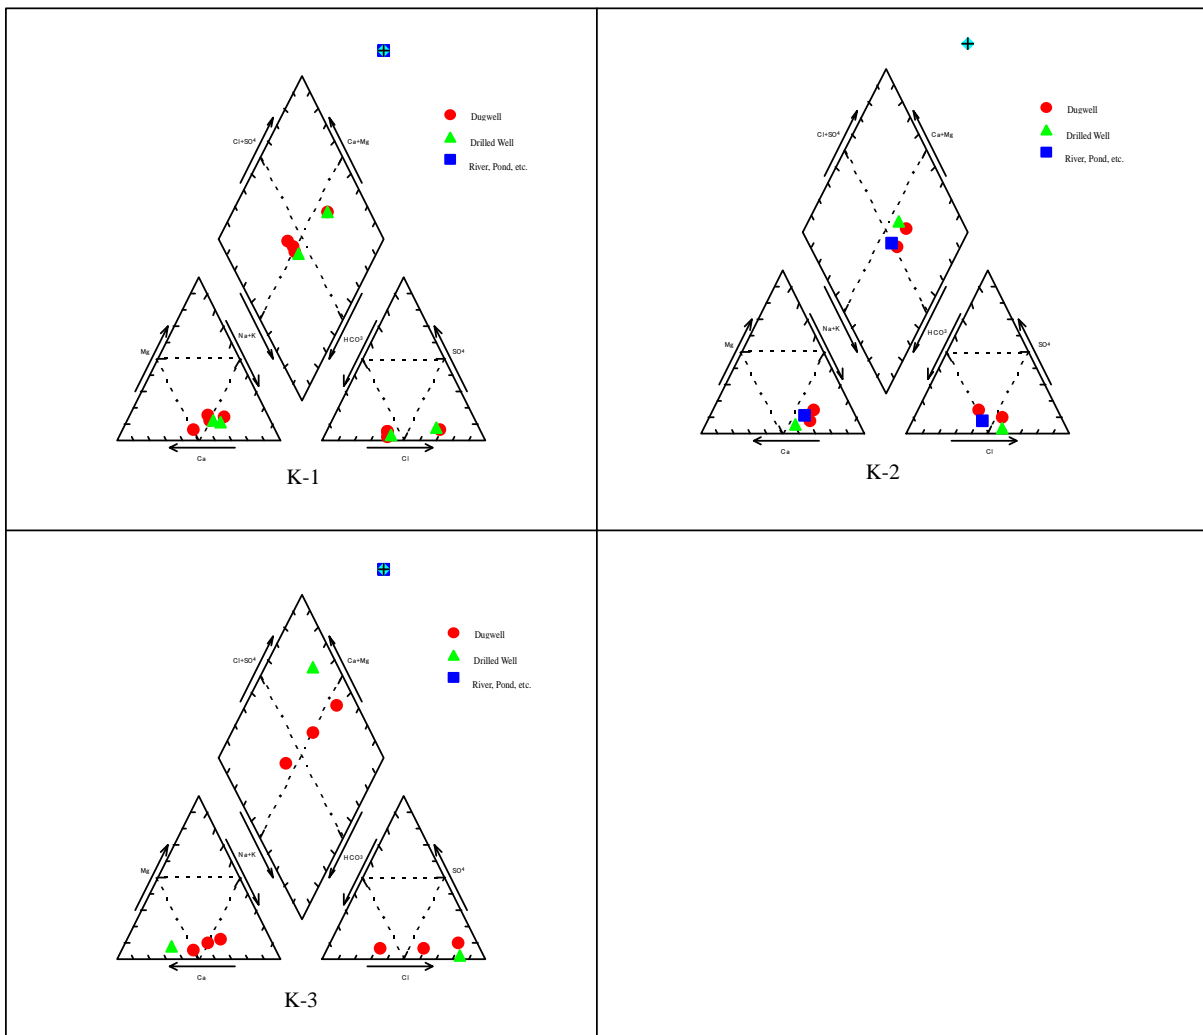 Dugwell
Cl+SO4 Ca+Mg Drilled Well
River, Pond, etc.
Mg Na+K HCO3 SO4
Ca Cl
K-1
Dugwell
Cl+SO4 Ca+Mg Drilled Well
River, Pond, etc.
Mg Na+K HCO3 SO4
Ca Cl
K-2
Dugwell
Cl+SO4 Ca+Mg Drilled Well
River, Pond, etc.
Mg Na+K HCO3 SO4
Ca Cl
K-3